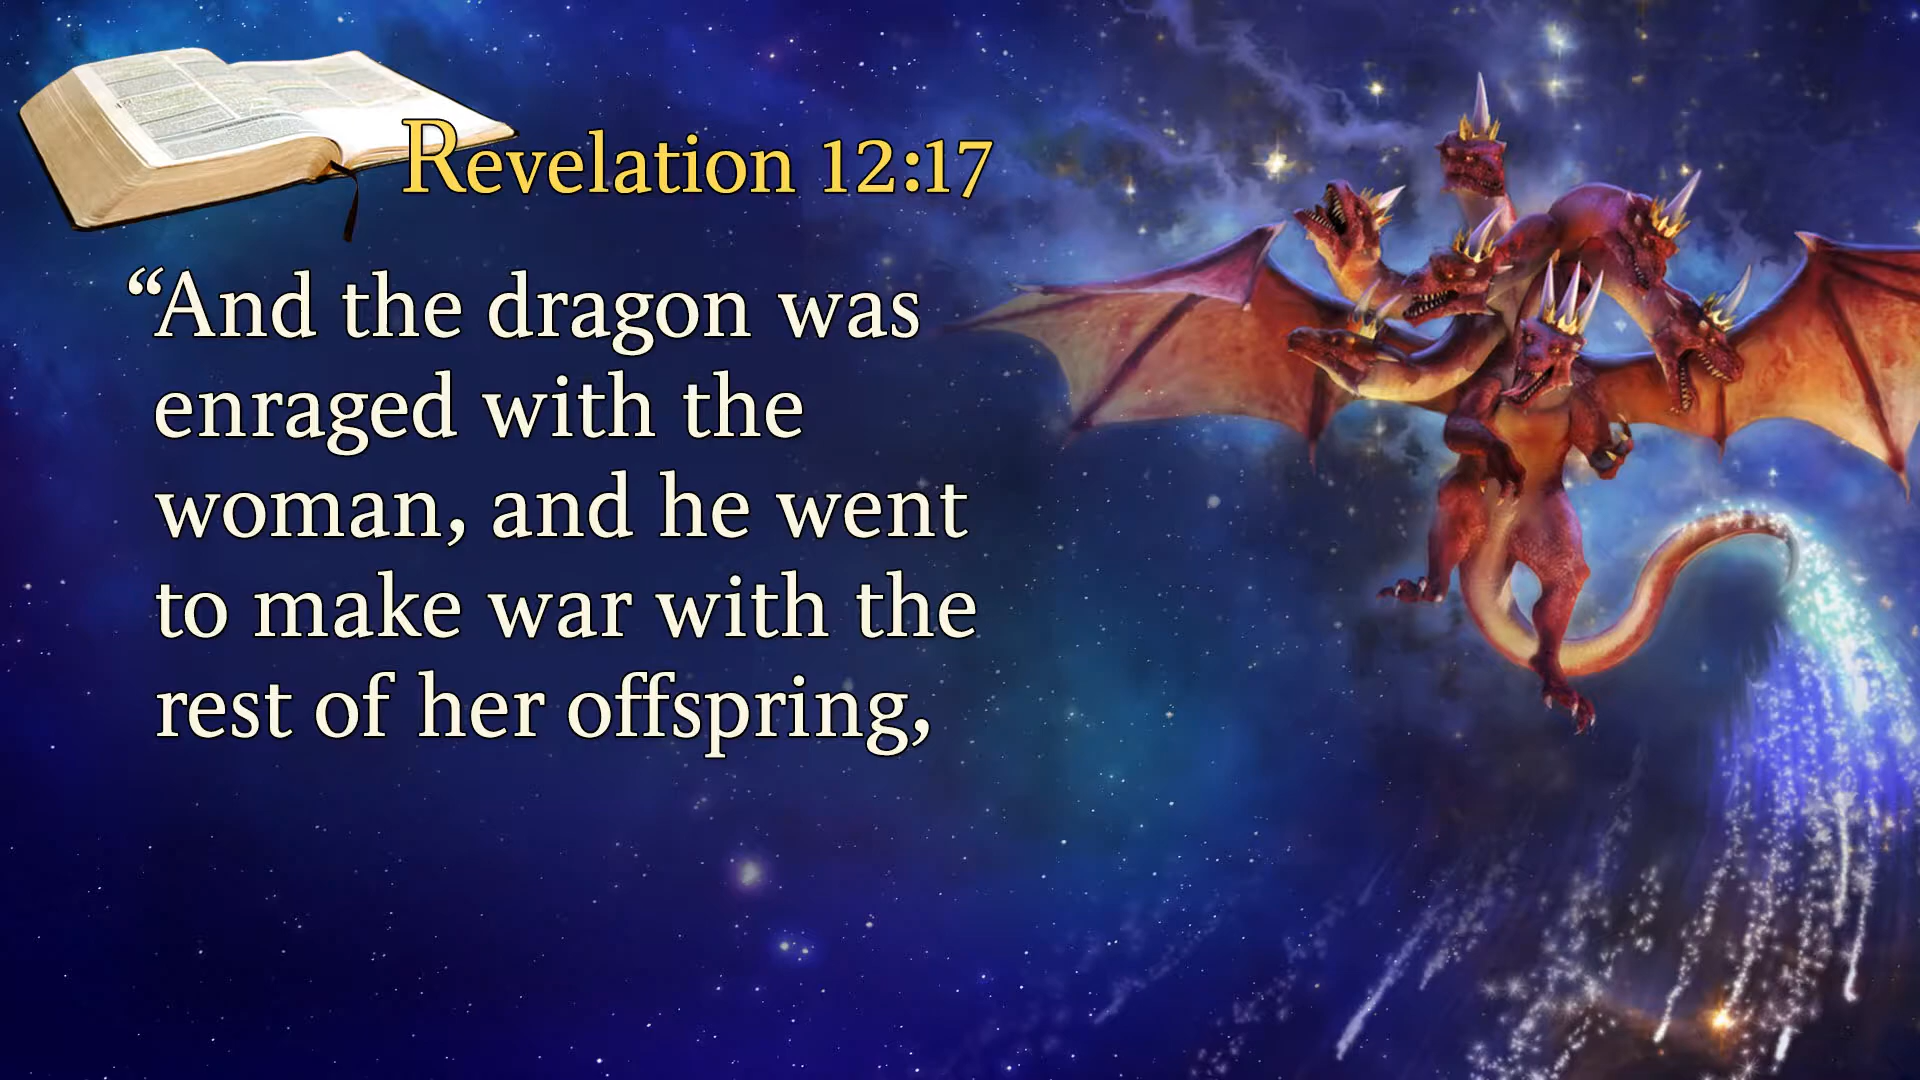 Revelation 12:17
“And the dragon was
enraged with the
woman, and he went
to make war with the
rest of her offspring,